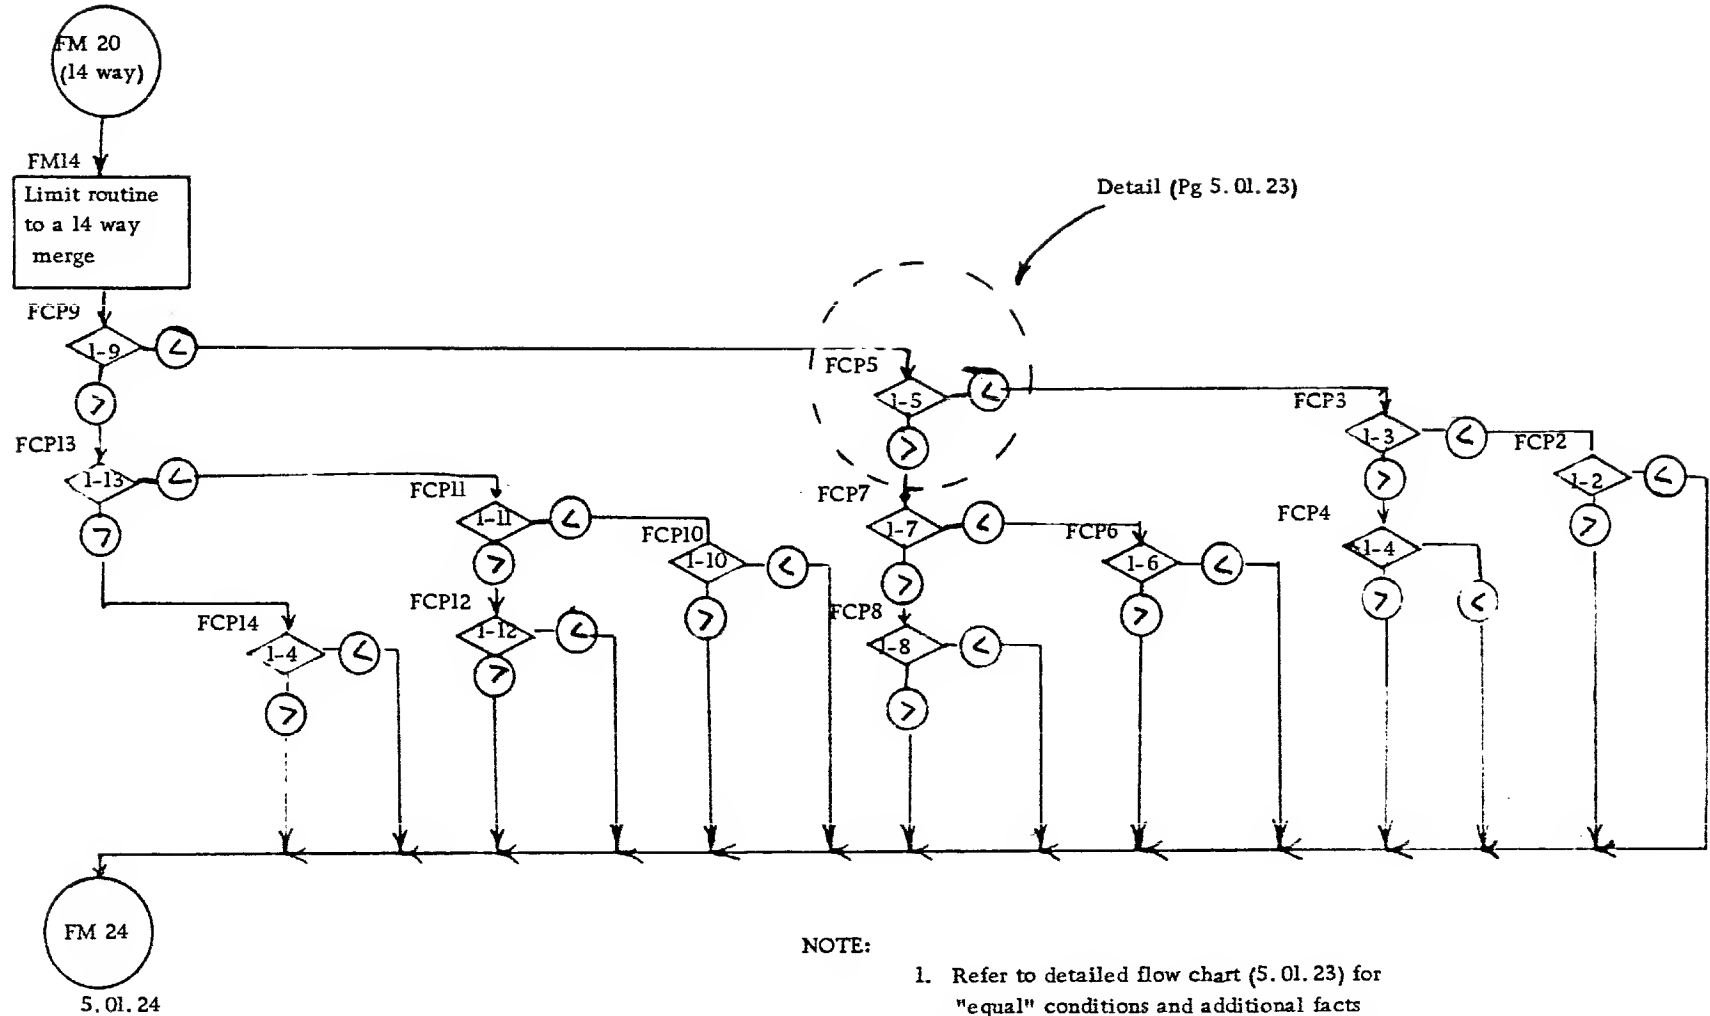 FM 20
(14 way)
FM14
Limit routine
to a 14 way
merge
Detail (Pg 5.01.23)
FCP9
1-9
<
>
FCP5
1-5
<
>
FCP3
1-3
<
>
FCP2
1-2
<
>
FCP13
1-13
<
>
FCP11
1-11
<
>
FCP10
1-10
<
>
FCP7
1-7
<
>
FCP6
1-6
<
>
FCP4
1-4
>
<
FCP14
1-4
<
>
FCP12
1-12
<
>
FCP8
1-8
<
>
FM 24
5.01.24
NOTE:
1. Refer to detailed flow chart (5.01.23) for
"equal" conditions and additional facts